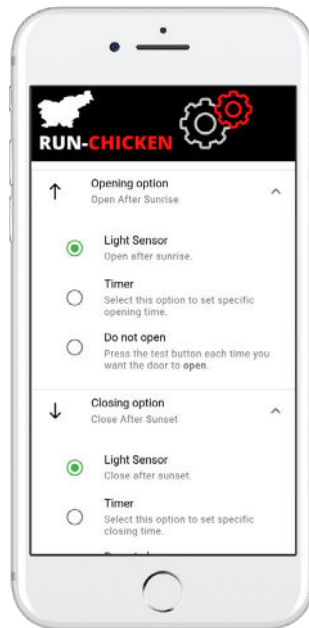 RUN-CHICKEN
Opening option
Open After Sunrise
Light Sensor
Open after sunrise.
Timer
Select this option to set specific
opening time.
Do not open
Press the test button each time you
want the door to open.
Closing option
Close After Sunset
Light Sensor
Close after sunset.
Timer
Select this option to set specific
closing time.